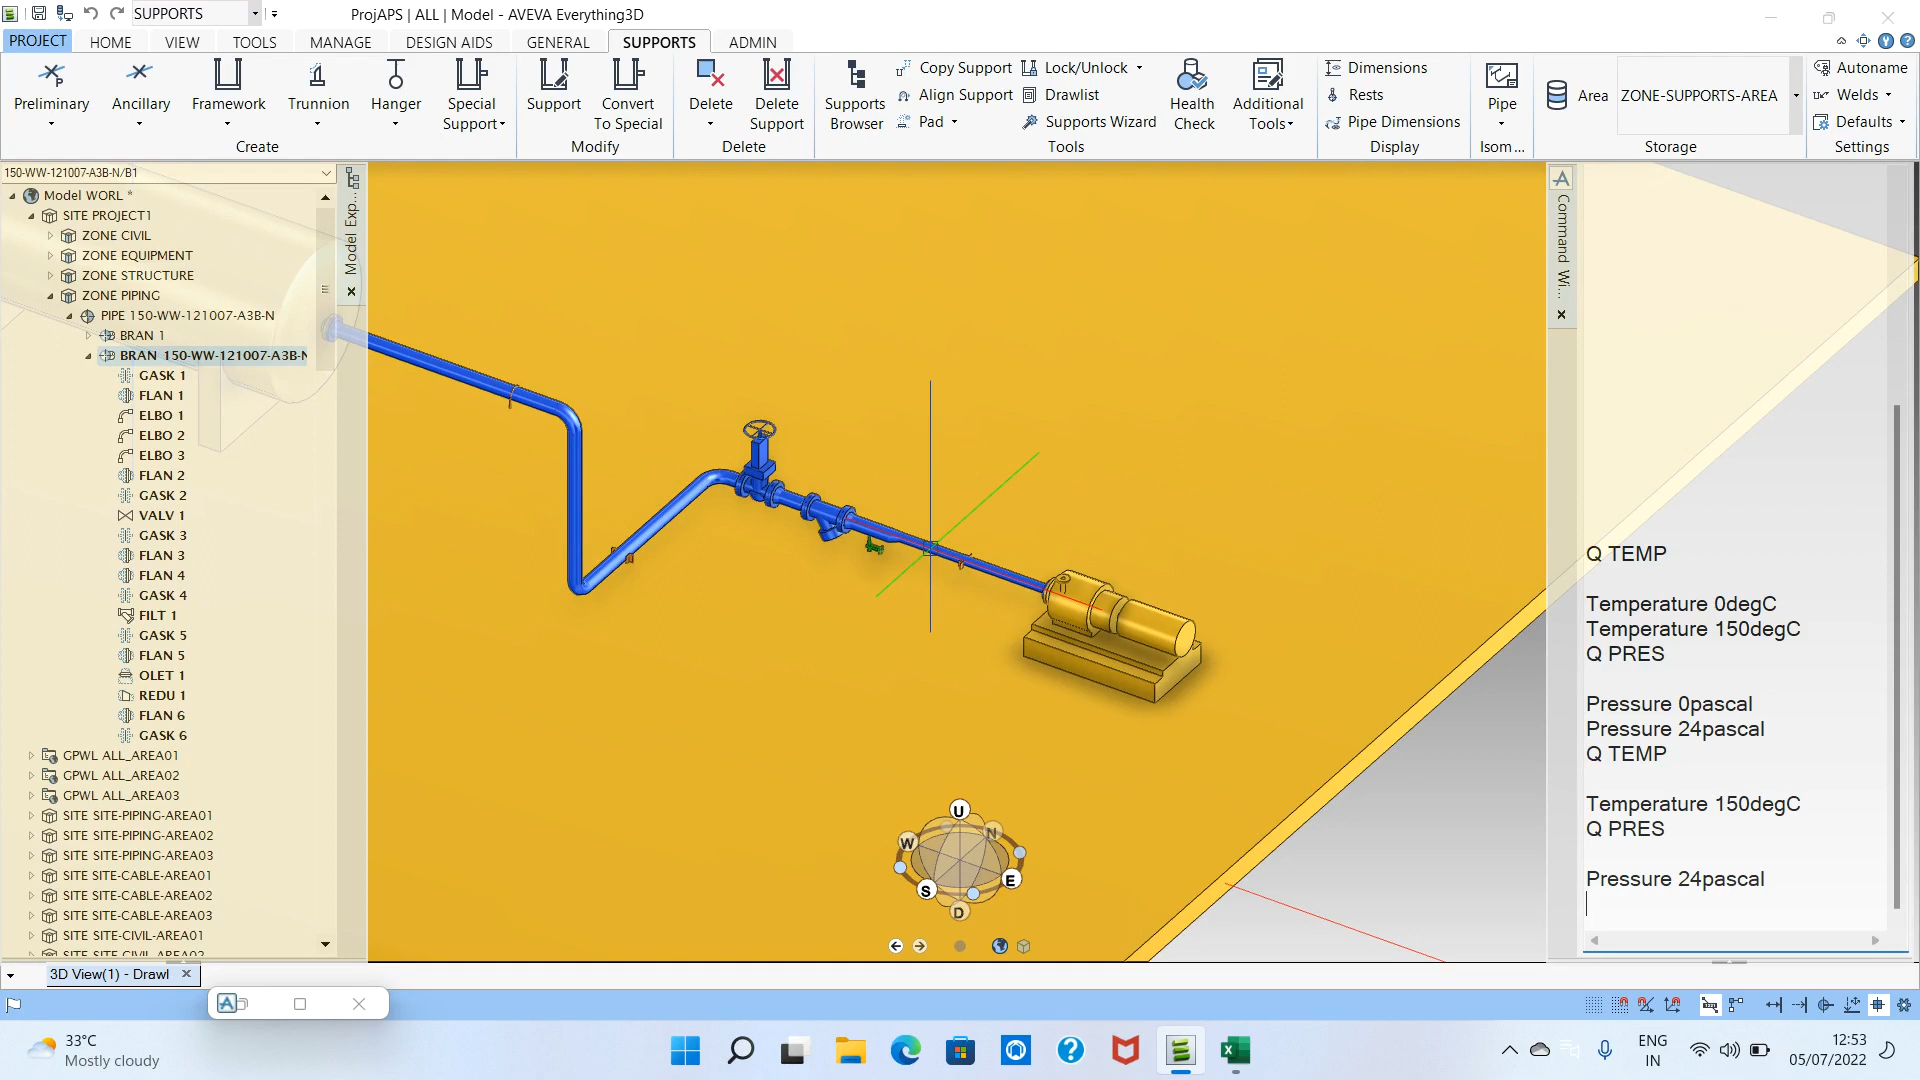 SUPPORTS
ProjAPS | ALL | Model - AVEVA Everything3D
PROJECT HOME VIEW TOOLS MANAGE DESIGN AIDS GENERAL SUPPORTS ADMIN
Preliminary
Ancillary
Framework
Trunnion
Hanger
Special
Support
Create
Support
Convert
To Special
Modify
Delete
Delete
Support
Delete
Supports
Browser
Copy Support
Align Support
Pad
Lock/Unlock
Drawlist
Supports Wizard
Health
Check
Additional
Tools
Tools
Dimensions
Rests
Pipe Dimensions
Display
Pipe
Isom...
Area
ZONE-SUPPORTS-AREA
Storage
Autoname
Welds
Defaults
Settings
150-WW-121007-A3B-N/B1
Model WORL *
SITE PROJECT1
ZONE CIVIL
ZONE EQUIPMENT
ZONE STRUCTURE
ZONE PIPING
PIPE 150-WW-121007-A3B-N
BRAN 1
BRAN 150-WW-121007-A3B-N
GASK 1
FLAN 1
ELBO 1
ELBO 2
ELBO 3
FLAN 2
GASK 2
VALV 1
GASK 3
FLAN 3
FLAN 4
GASK 4
FILT 1
GASK 5
FLAN 5
OLET 1
REDU 1
FLAN 6
GASK 6
GPWL ALL_AREA01
GPWL ALL_AREA02
GPWL ALL_AREA03
SITE SITE-PIPING-AREA01
SITE SITE-PIPING-AREA02
SITE SITE-PIPING-AREA03
SITE SITE-CABLE-AREA01
SITE SITE-CABLE-AREA02
SITE SITE-CABLE-AREA03
SITE SITE-CIVIL-AREA01
SITE SITE-CIVIL-AREA02
Model Exp...
U
N
W
E
S
D
Command Wi...
Q TEMP
Temperature 0degC
Temperature 150degC
Q PRES
Pressure 0pascal
Pressure 24pascal
Q TEMP
Temperature 150degC
Q PRES
Pressure 24pascal
3D View(1) - Drawl
33°C
Mostly cloudy
ENG
IN
12:53
05/07/2022